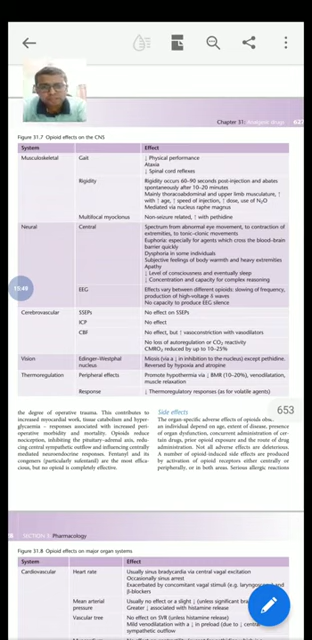 Chapter 31: Analgesic drugs 627
Figure 31.7 Opioid effects on the CNS
System Effect
Musculoskeletal Gait ↓ Physical performance
Ataxia
↓ Spinal cord reflexes
Rigidity Rigidity occurs 60–90 seconds post-injection and abates
spontaneously after 10–20 minutes
Mainly thoracoabdominal and upper limb musculature, ↑
with ↑ age, ↑ speed of injection, ↑ dose, use of N₂O
Mediated via nucleus raphe magnus
Multifocal myoclonus Non-seizure related, ↑ with pethidine
Neural Central Spectrum from abnormal eye movement, to contraction of
extremities, to tonic-clonic movements
Euphoria: especially for agents which cross the blood–brain
barrier quickly
Dysphoria in some individuals
Subjective feelings of body warmth and heavy extremities
Apathy
↓ Level of consciousness and eventually sleep
↓ Concentration and capacity for complex reasoning
EEG Effects vary between different opioids: slowing of frequency,
production of high-voltage δ waves
No capacity to produce EEG silence
Cerebrovascular SSEPs No effect on SSEPs
ICP No effect
CBF No effect, but ↑ vasoconstriction with vasodilators
No loss of autoregulation or CO₂ reactivity
CMRO₂ reduced by up to 10–25%
Vision Edinger–Westphal Miosis (via a ↓ in inhibition to the nucleus) except pethidine.
nucleus Reversed by hypoxia and atropine
Thermoregulation Peripheral effects Promote hypothermia via ↓ BMR (10–20%), venodilatation,
muscle relaxation
Response ↓ Thermoregulatory responses (as for volatile agents)
15:49
653
the degree of operative trauma. This contributes to
increased myocardial work, tissue catabolism and hyper-
glycaemia – responses associated with increased peri-
operative morbidity and mortality. Opioids reduce
nociception, inhibiting the pituitary–adrenal axis, redu-
cing central sympathetic outflow and influencing centrally
mediated neuroendocrine responses. Fentanyl and its
congeners (particularly sufentanil) are the most effica-
cious, but no opioid is completely effective.
Side effects
The organ-specific adverse effects of opioids
an individual depend on age, extent of disease, presence
of organ dysfunction, concurrent administration of cer-
tain drugs, prior opioid exposure and the route of drug
administration. Not all adverse effects are deleterious. A
number of opioid-induced side effects are produced
by activation of opioid receptors either centrally or
peripherally, or in both areas. Serious allergic reactions
Pharmacology
Figure 31.8 Opioid effects on major organ systems
System Effect
Cardiovascular Heart rate Usually sinus bradycardia via central vagal excitation
Occasionally sinus arrest
Exacerbated by concomitant vagal stimuli (e.g. laryngoscopy) and
β-blockers
Mean arterial Usually no effect or a slight ↓ (unless significant
pressure Greater ↓ associated with histamine release
Vascular tree No effect on SVR (unless histamine release)
Mild venodilatation with a ↓ in preload (due to ↓ central
sympathetic outflow